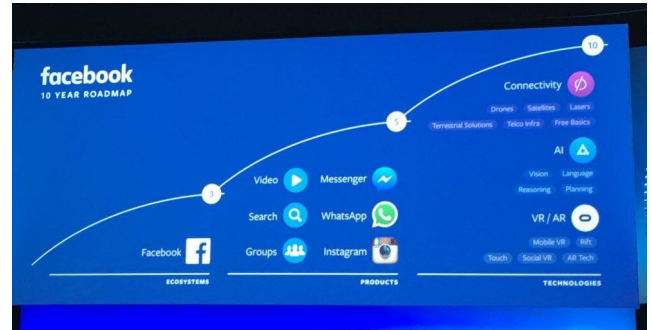 facebook
10 YEAR ROADMAP
3
5
10
Facebook
ECOSYSTEMS
Video
Messenger
Search
WhatsApp
Groups
Instagram
PRODUCTS
Connectivity
Drones Satellites Lasers
Terrestrial Solutions Telco Infra Free Basics
AI
Vision Language
Reasoning Planning
VR / AR
Mobile VR Rift
Touch Social VR AR Tech
TECHNOLOGIES